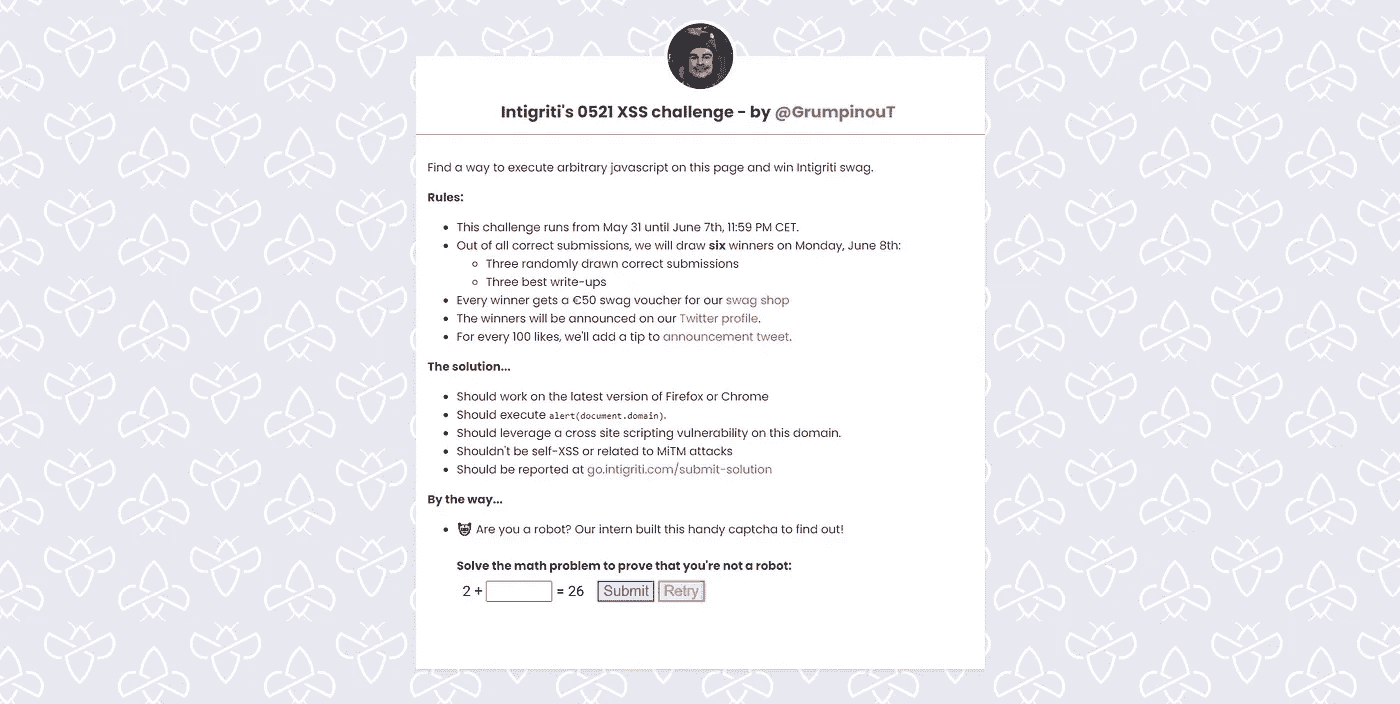 Intigriti's 0521 XSS challenge - by @GrumpinouT
Find a way to execute arbitrary javascript on this page and win Intigriti swag.
Rules:
This challenge runs from May 31 until June 7th, 11:59 PM CET.
Out of all correct submissions, we will draw six winners on Monday, June 8th:
Three randomly drawn correct submissions
Three best write-ups
Every winner gets a €50 swag voucher for our swag shop
The winners will be announced on our Twitter profile.
For every 100 likes, we'll add a tip to announcement tweet.
The solution...
Should work on the latest version of Firefox or Chrome
Should execute alert(document.domain).
Should leverage a cross site scripting vulnerability on this domain.
Shouldn't be self-XSS or related to MiTM attacks
Should be reported at go.intigriti.com/submit-solution
By the way...
Are you a robot? Our intern built this handy captcha to find out!
Solve the math problem to prove that you're not a robot:
2 + = 26 Submit Retry